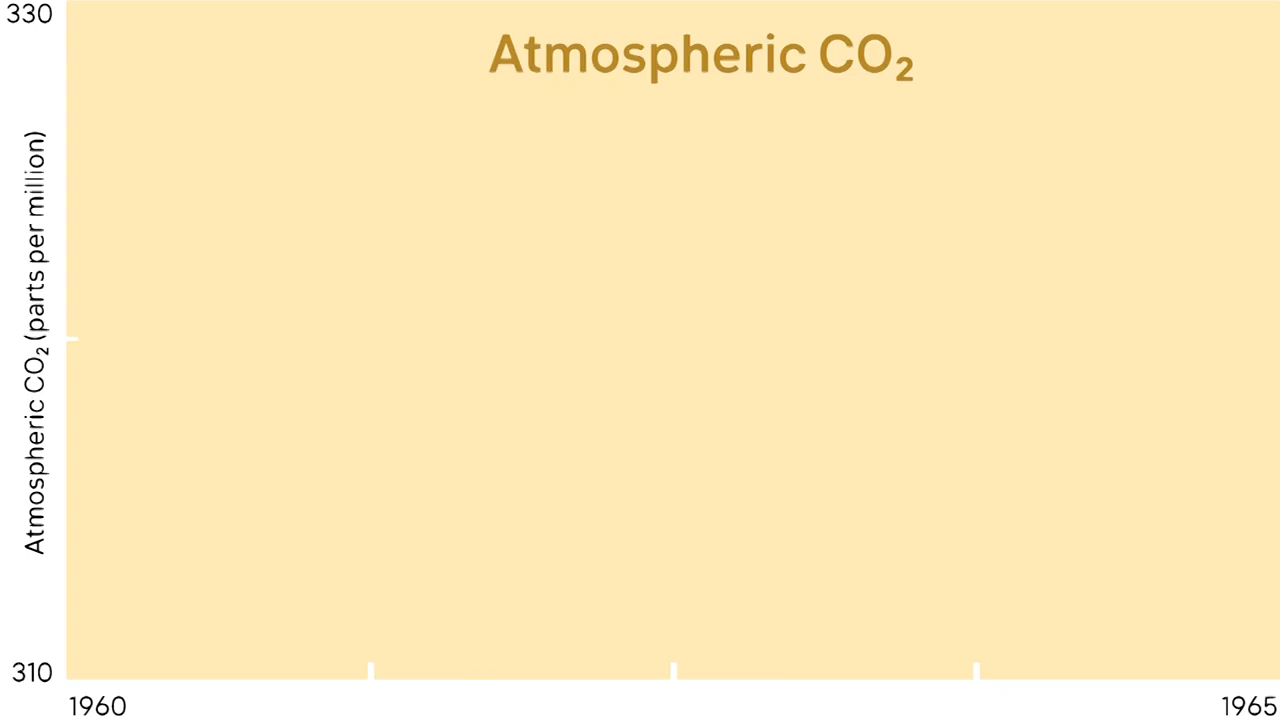 330
Atmospheric CO₂
Atmospheric CO₂ (parts per million)
310
1960
1965